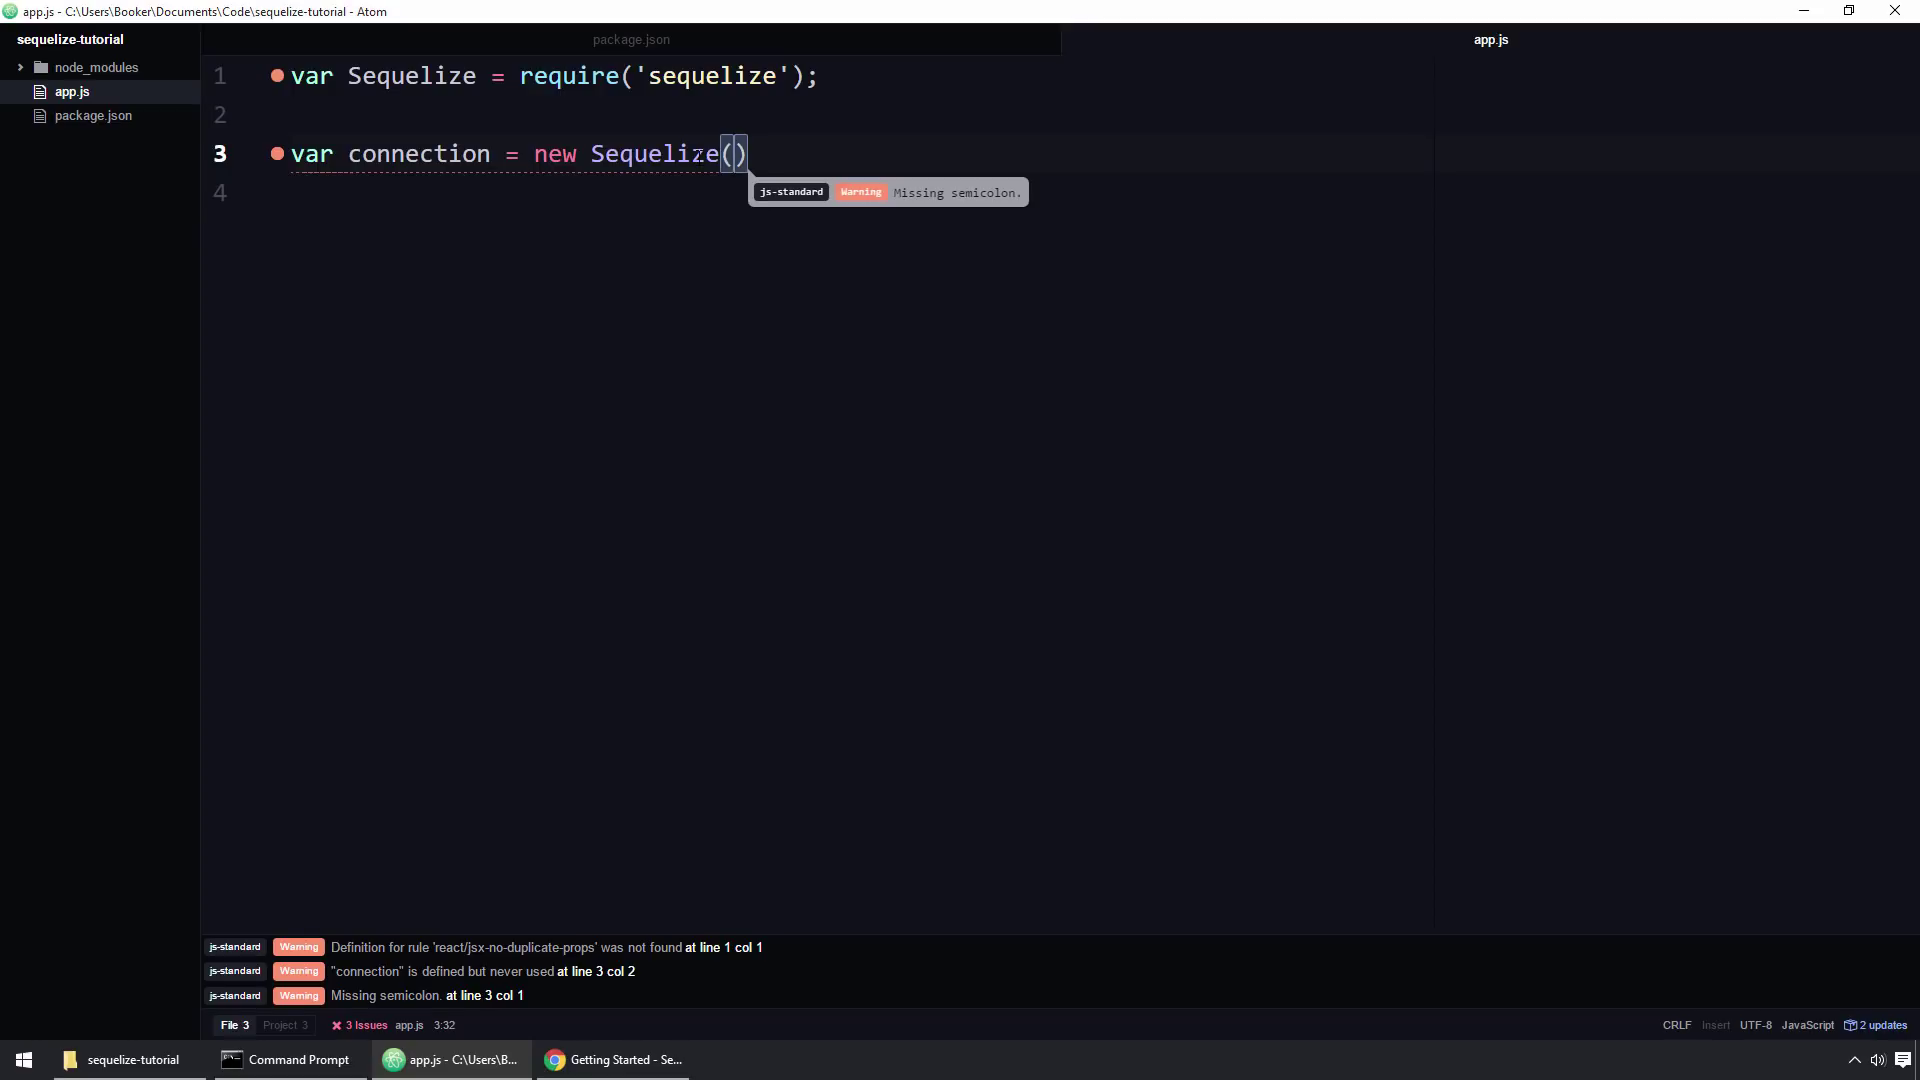 app.js - C:\Users\Booker\Documents\Code\sequelize-tutorial - Atom
sequelize-tutorial
package.json
app.js
node_modules
app.js
package.json
1 var Sequelize = require('sequelize');
2
3 var connection = new Sequelize()
js-standard Warning Missing semicolon.
4
js-standard Warning Definition for rule 'react/jsx-no-duplicate-props' was not found at line 1 col 1
js-standard Warning "connection" is defined but never used at line 3 col 2
js-standard Warning Missing semicolon. at line 3 col 1
File 3 Project 3 3 Issues app.js 3:32 CRLF Insert UTF-8 JavaScript 2 updates
sequelize-tutorial Command Prompt app.js - C:\Users\B... Getting Started - Se...